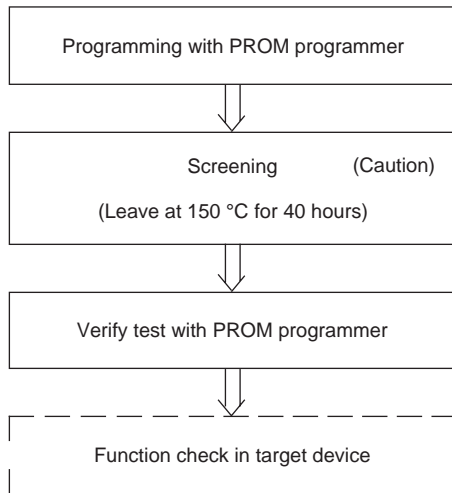 Programming with PROM programmer
Screening (Caution)
(Leave at 150 °C for 40 hours)
Verify test with PROM programmer
Function check in target device